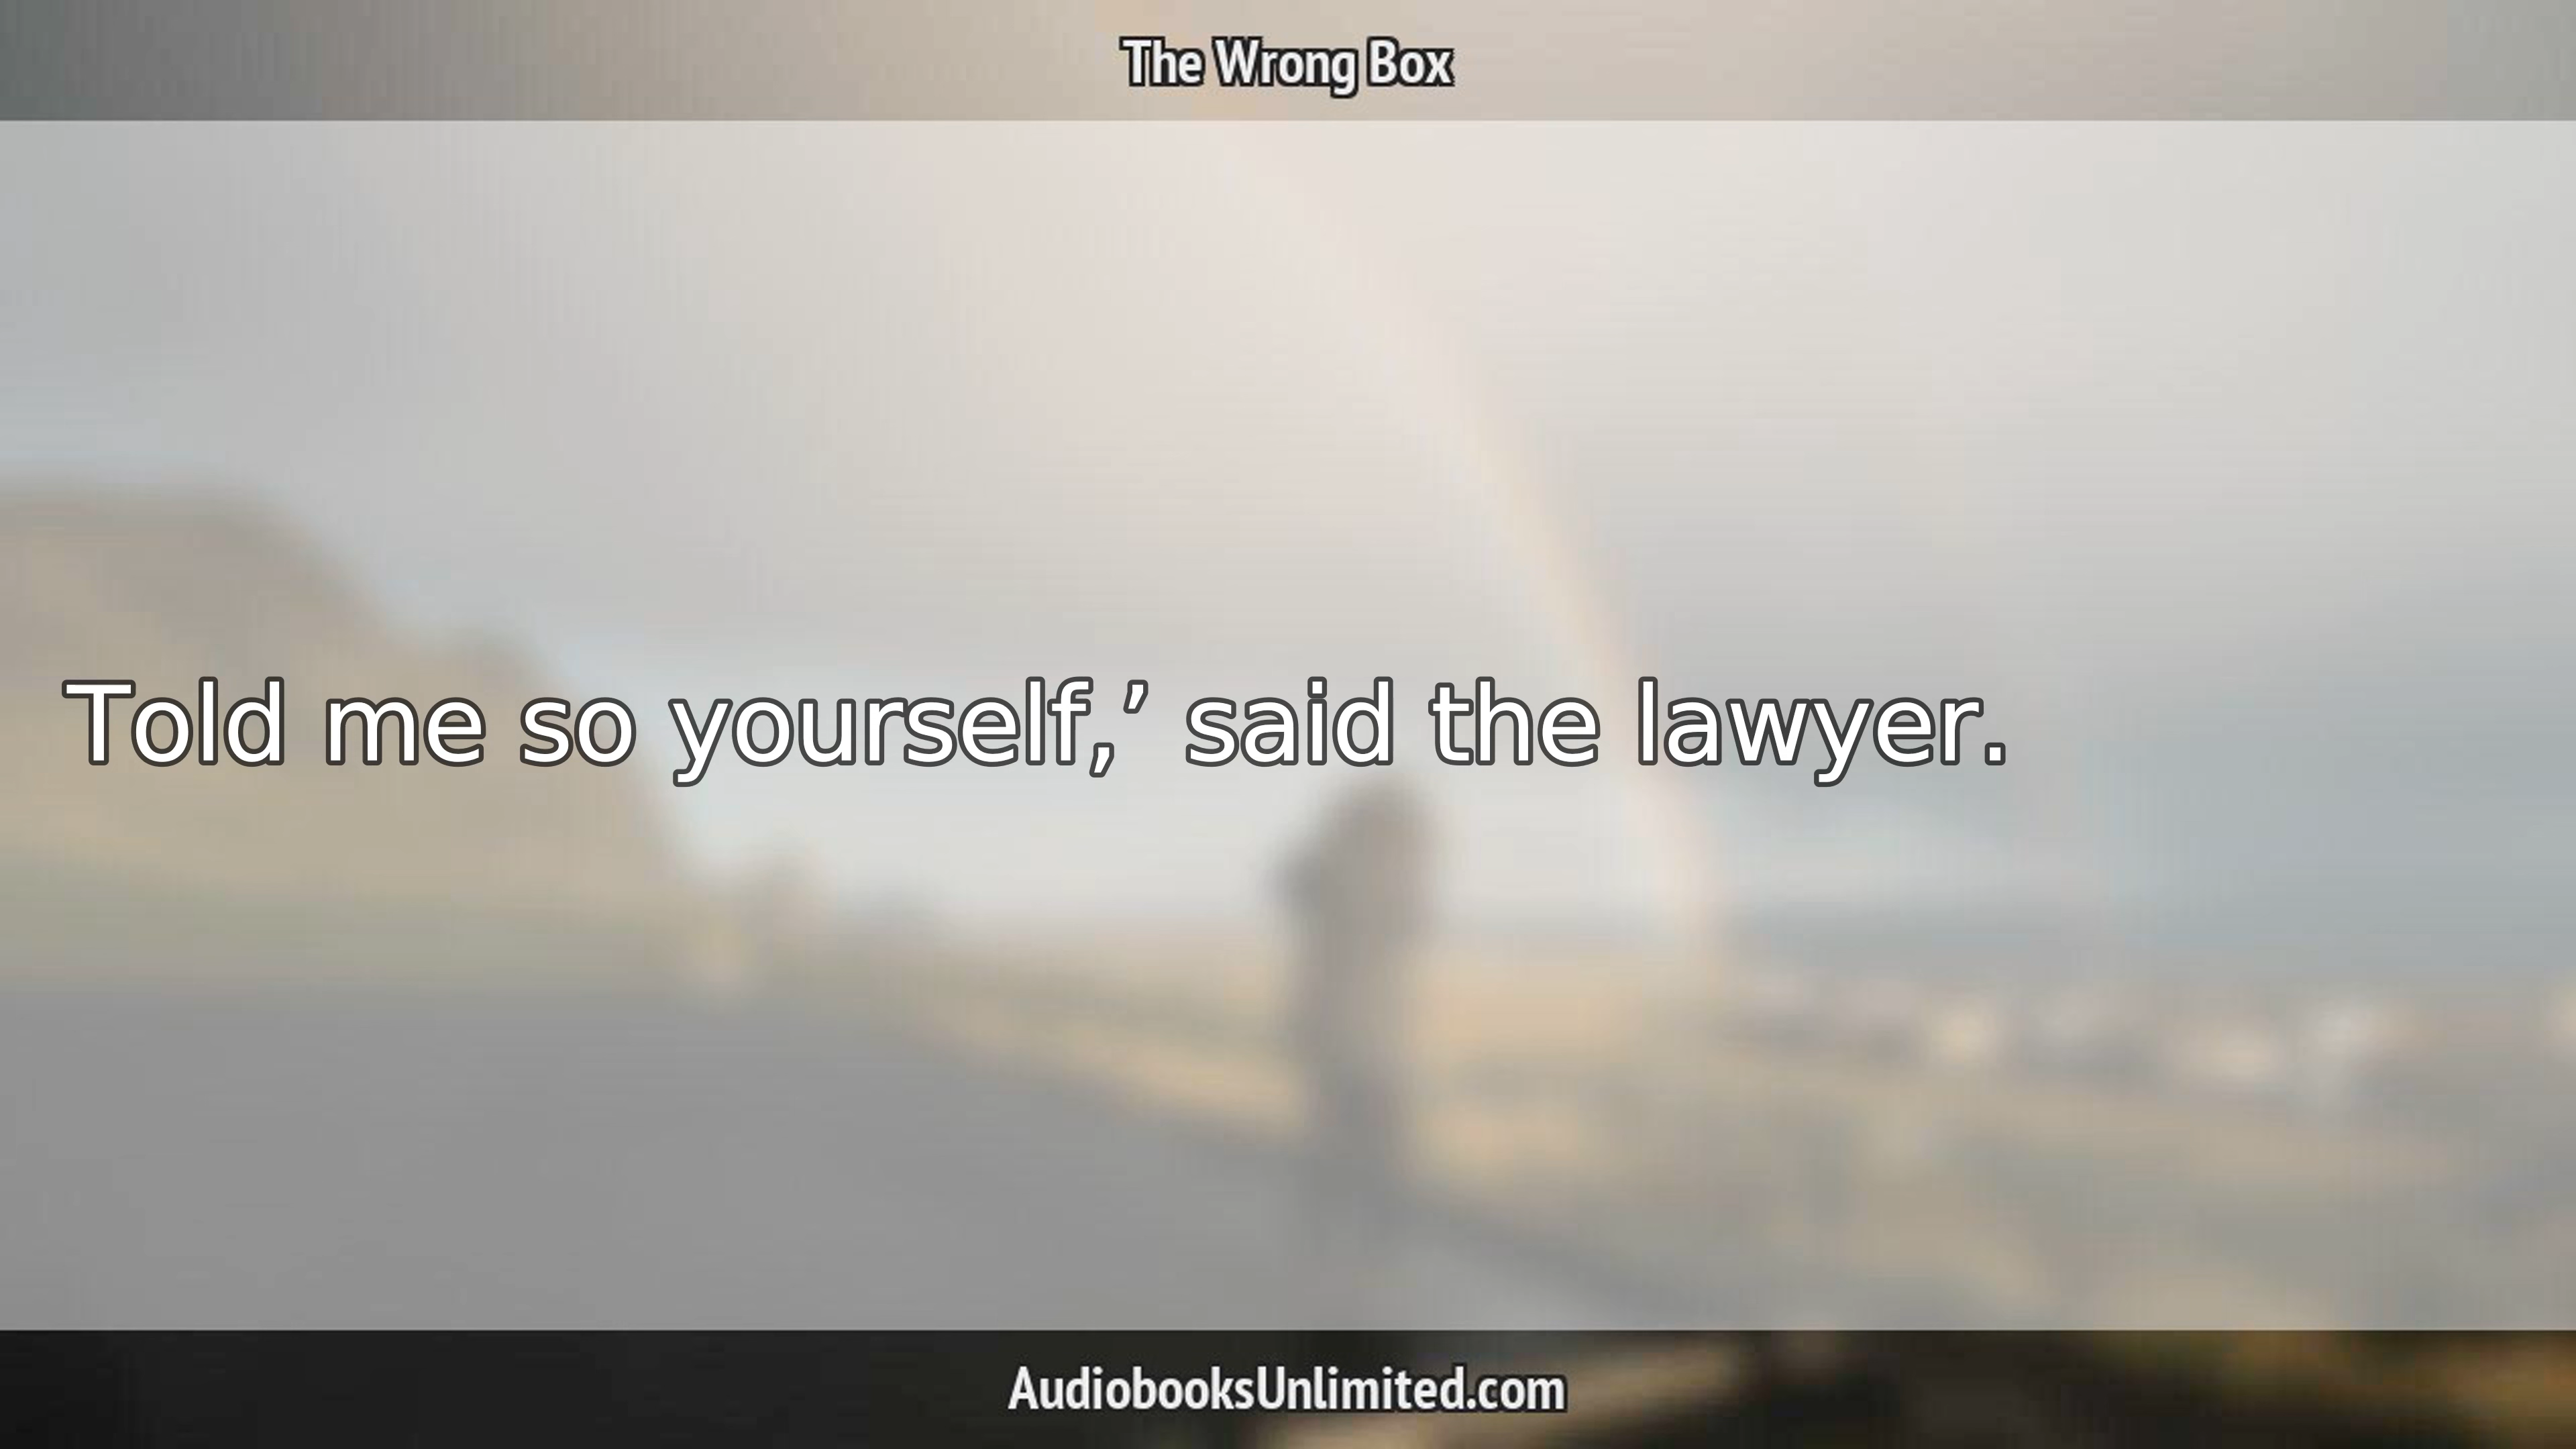 The Wrong Box
Told me so yourself,’ said the lawyer.
AudiobooksUnlimited.com